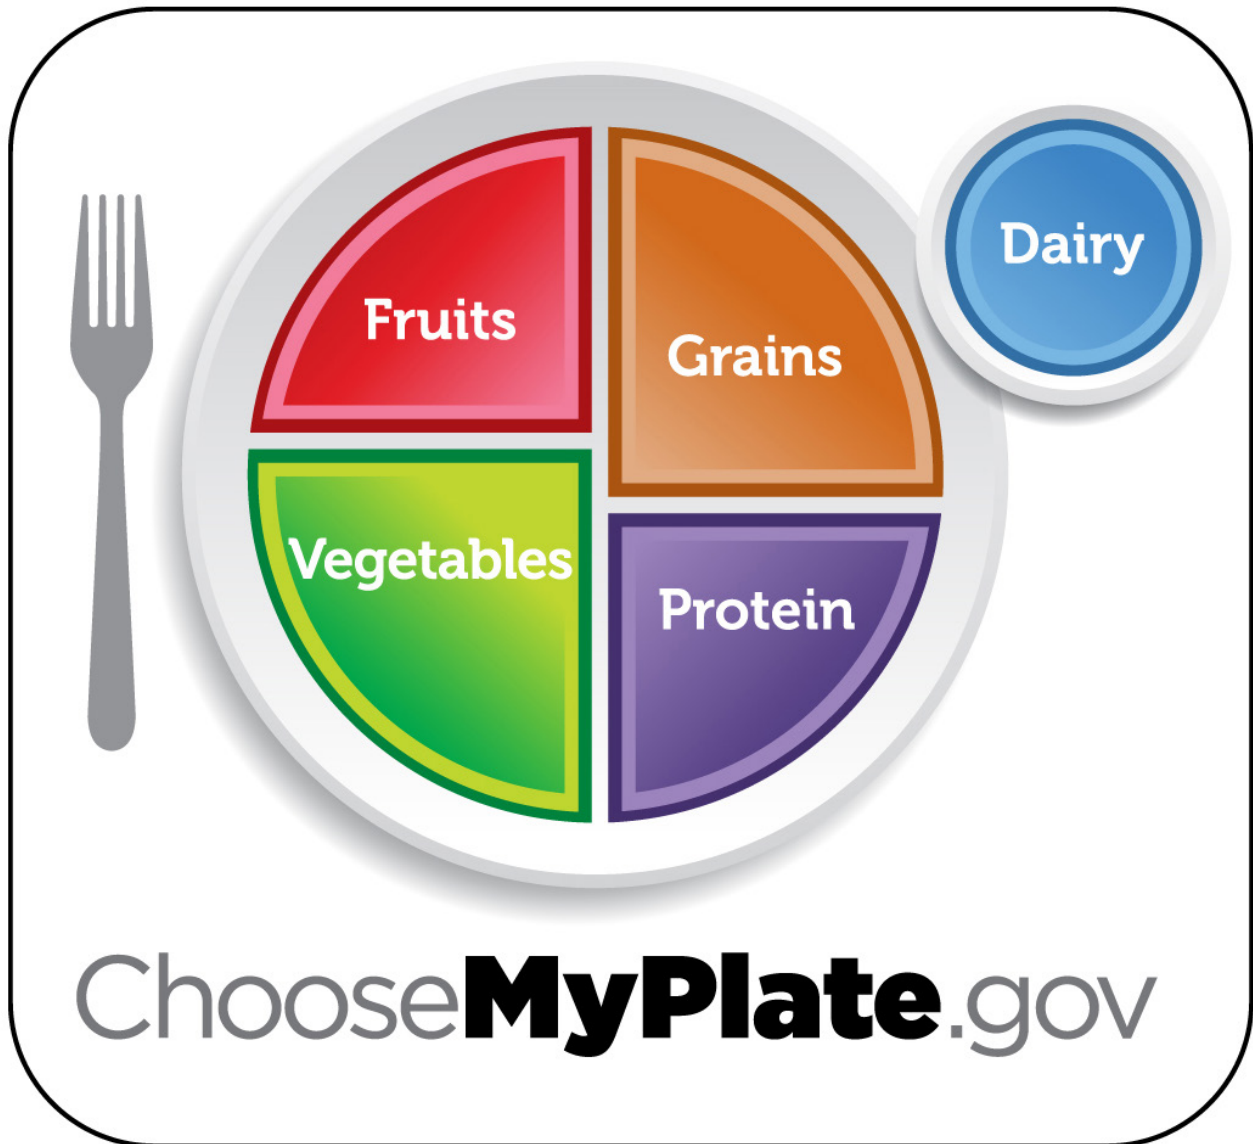 Fruits
Grains
Dairy
Vegetables
Protein
ChooseMyPlate.gov